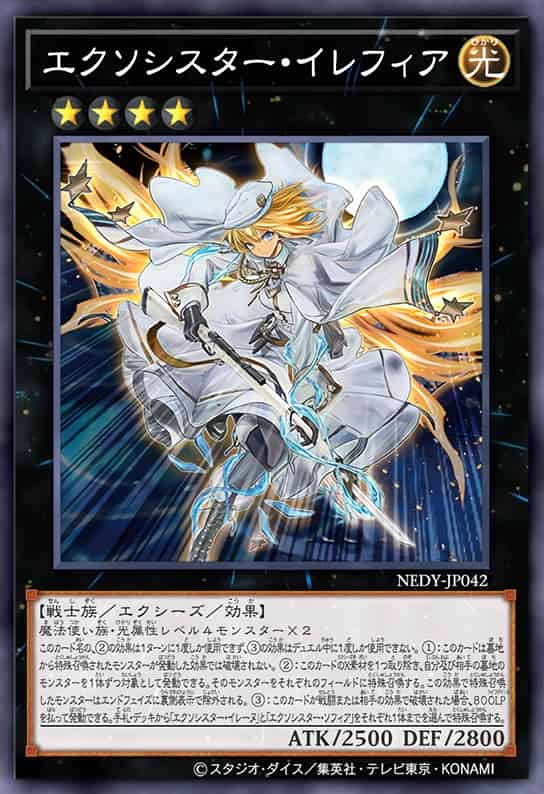 エクソシスター・イレフィア
ひかり
光
NEDY-JP042
【戦士族／エクシーズ／効果】
魔法使い族・光属性レベル４モンスター×２
このカード名の、②の効果は1ターンに1度しか使用できず、③の効果はデュエル中に1度しか使用できない。①：このカードは墓地
から特殊召喚されたモンスターが発動した効果では破壊されない。②：このカードのX素材を1つ取り除き、自分及び相手の墓地の
モンスターを1体ずつ対象として発動できる。そのモンスターをそれぞれのフィールドに特殊召喚する。この効果で特殊召喚
したモンスターはエンドフェイズに裏側表示で除外される。③：このカードが戦闘または相手の効果で破壊された場合、800LP
を払って発動できる。手札・デッキから「エクソシスター・イレーヌ」と「エクソシスター・ソフィア」をそれぞれ1体まで選んで特殊召喚する。
ATK/2500 DEF/2800
©スタジオ・ダイス／集英社・テレビ東京・KONAMI